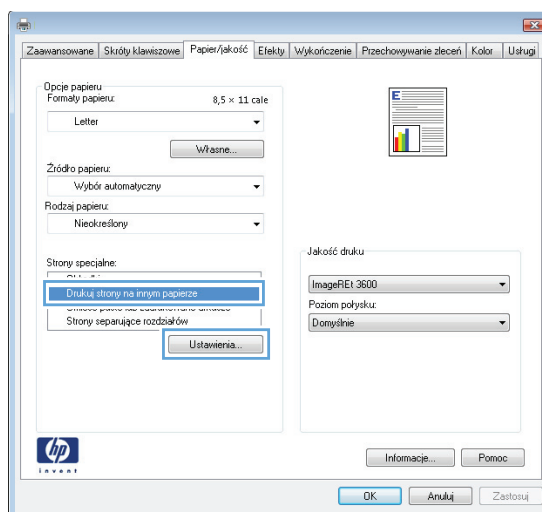 Zaawansowane Skróty klawiszowe Papier/jakość Efekty Wykończenie Przechowywanie zleceń Kolor Usługi
Opcje papieru
Formaty papieru: 8,5 × 11 cale
Letter
Własne...
Źródło papieru:
Wybór automatyczny
Rodzaj papieru:
Nieokreślony
Strony specjalne:
Drukuj strony na innym papierze
Strony separujące rozdziałów
Ustawienia...
E
Jakość druku
ImageREt 3600
Poziom połysku:
Domyślnie
hp
invent
Informacje... Pomoc
OK Anuluj Zastosuj